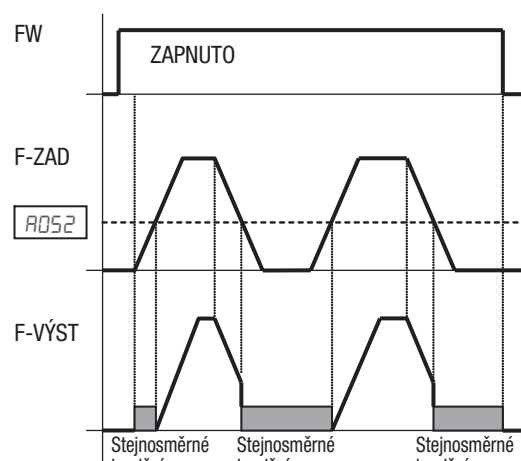 FW
ZAPNUTO
F-ZAD
A052
F-VÝST
Stejnosměrné Stejnosměrné Stejnosměrné